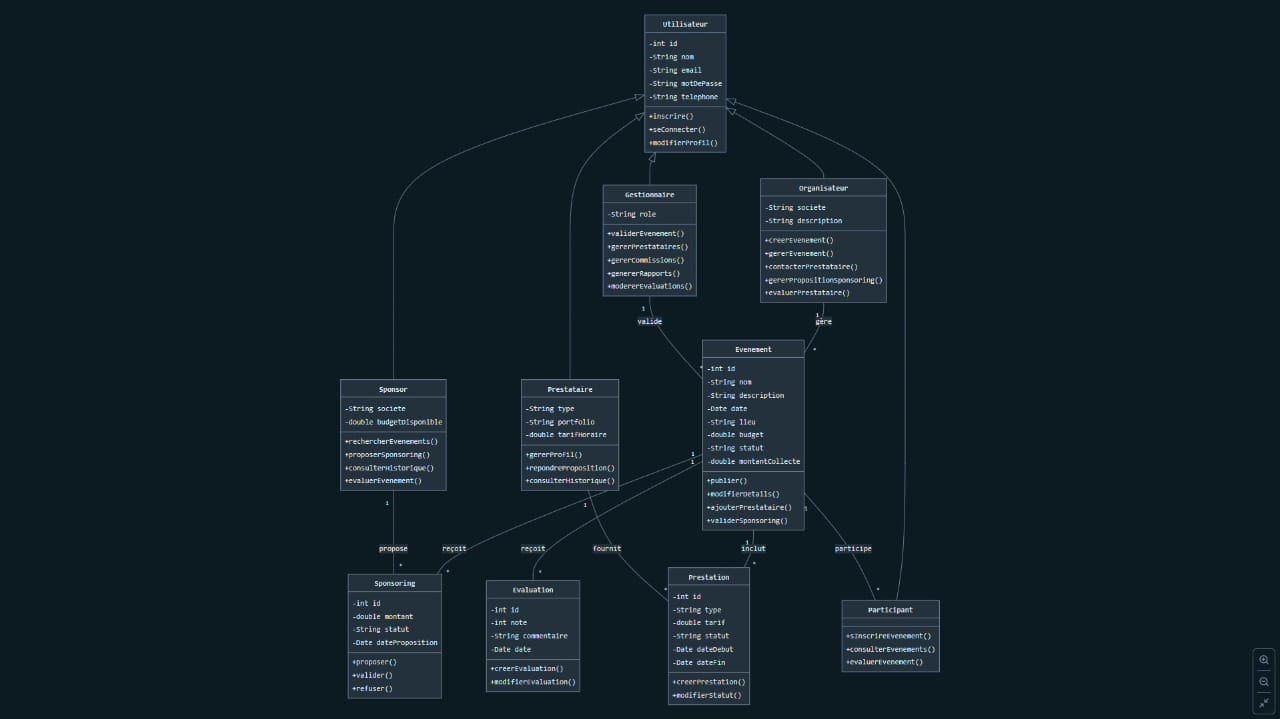 Utilisateur
-int id
-String nom
-String email
-String motDePasse
-String telephone
+inscrire()
+seConnecter()
+modifierProfil()
Gestionnaire
-String role
+validerEvenement()
+gererPrestataires()
+gererCommissions()
+genererRapports()
+modererEvaluations()
Organisateur
-String societe
-String description
+creerEvenement()
+gererEvenement()
+contacterPrestataire()
+gererPropositionSponsoring()
+evaluerPrestataire()
1
valide
*
1
gère
*
Evenement
-int id
-String nom
-String description
-Date date
-String lieu
-double budget
-String statut
-double montantCollecte
+publier()
+modifierDetails()
+ajouterPrestataire()
+validerSponsoring()
Sponsor
-String societe
-double budgetDisponible
+rechercherEvenements()
+proposerSponsoring()
+consulterHistorique()
+evaluerEvenement()
Prestataire
-String type
-String portfolio
-double tarifHoraire
+gererProfil()
+repondreProposition()
+consulterHistorique()
1
1
1
1
1
1
propose
reçoit
reçoit
fournit
inclut
participe
*
*
*
*
*
*
Sponsoring
-int id
-double montant
-String statut
-Date dateProposition
+proposer()
+valider()
+refuser()
Evaluation
-int id
-int note
-String commentaire
-Date date
+creerEvaluation()
+modifierEvaluation()
Prestation
-int id
-String type
-double tarif
-String statut
-Date dateDebut
-Date dateFin
+creerPrestation()
+modifierStatut()
Participant
+sInscrireEvenement()
+consulterEvenements()
+evaluerEvenement()